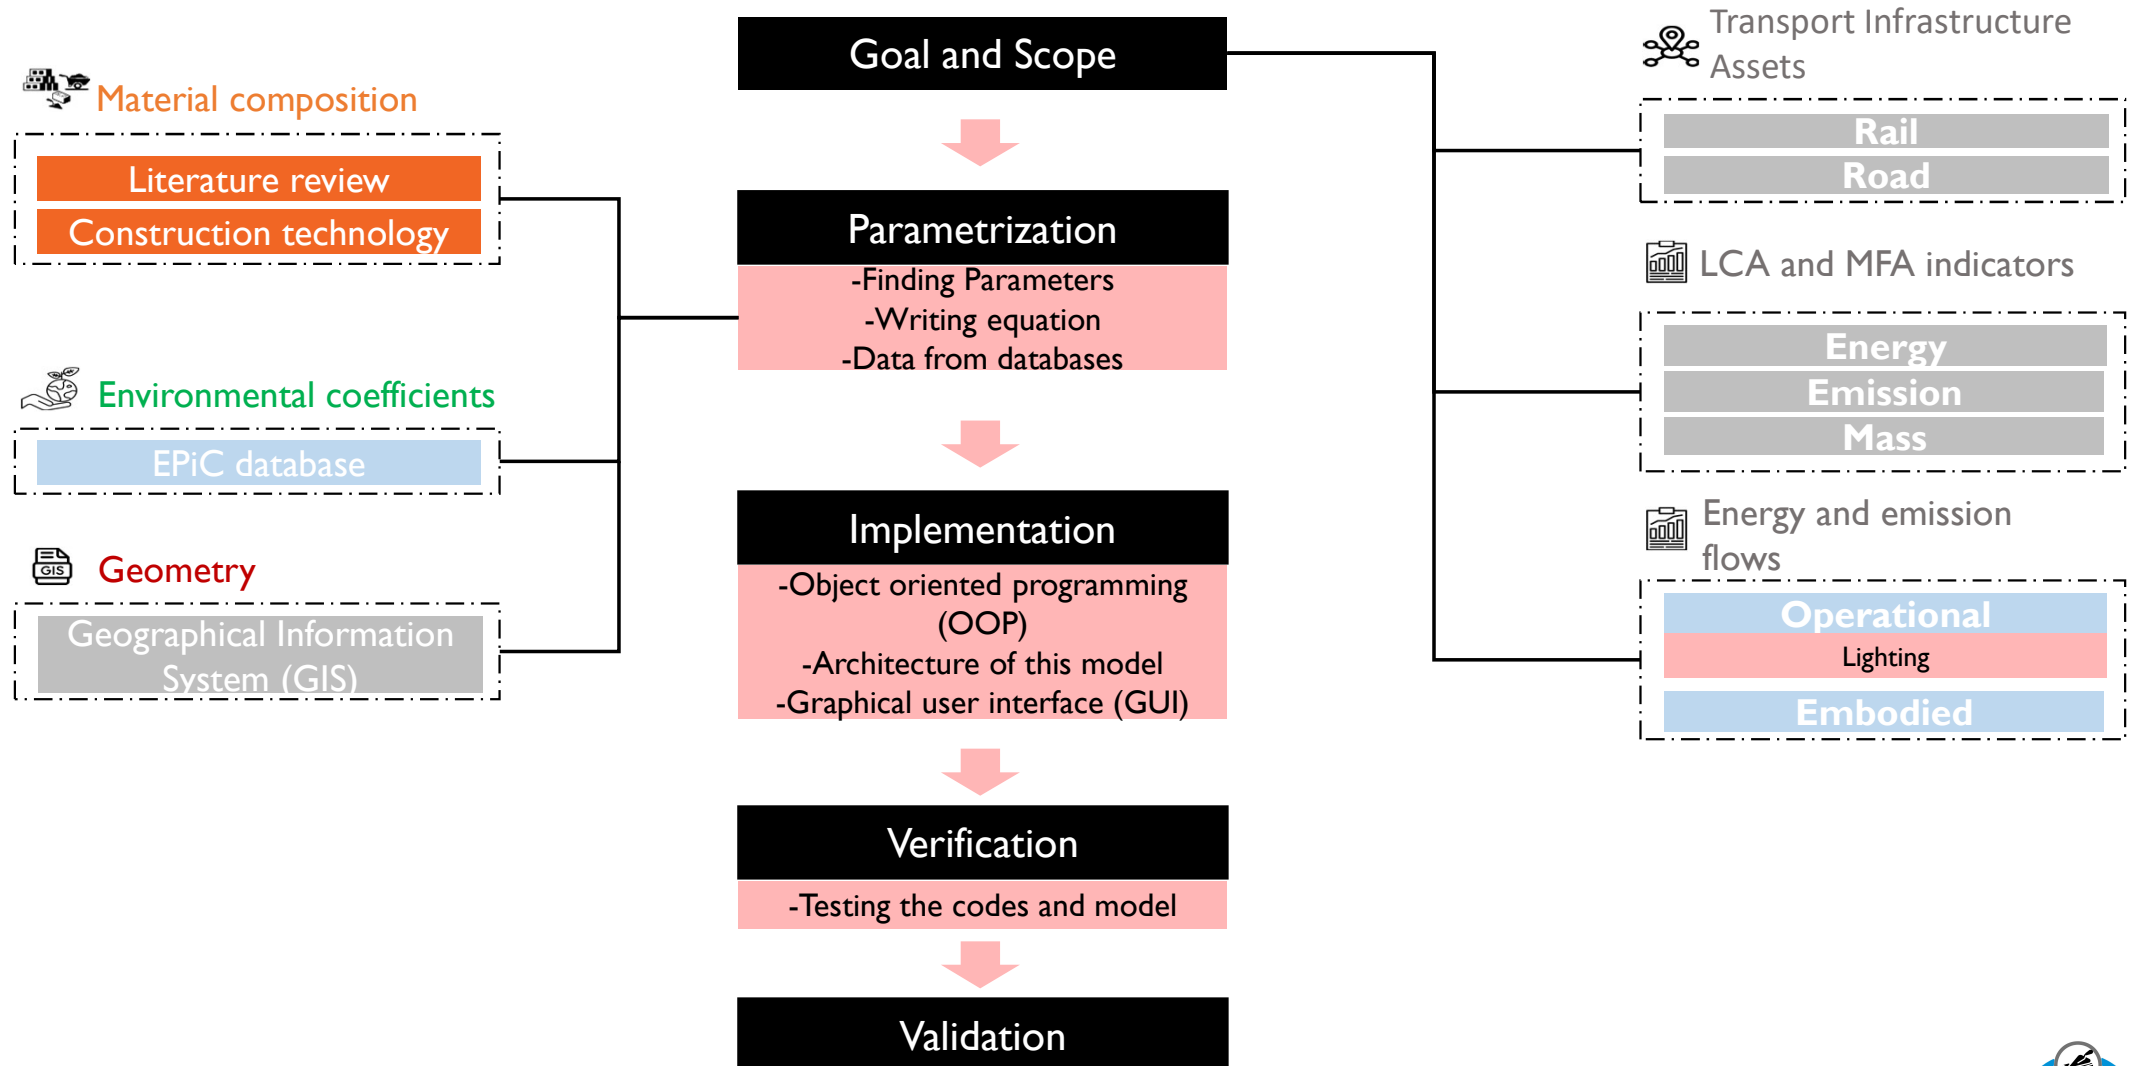 Goal and Scope
Parametrization
-Finding Parameters
-Writing equation
-Data from databases
Implementation
-Object oriented programming
(OOP)
-Architecture of this model
-Graphical user interface (GUI)
Verification
-Testing the codes and model
Validation
Material composition
Literature review
Construction technology
Environmental coefficients
EPiC database
GIS
Geometry
Geographical Information
System (GIS)
Transport Infrastructure
Assets
Rail
Road
LCA and MFA indicators
Energy
Emission
Mass
Energy and emission
flows
Operational
Lighting
Embodied